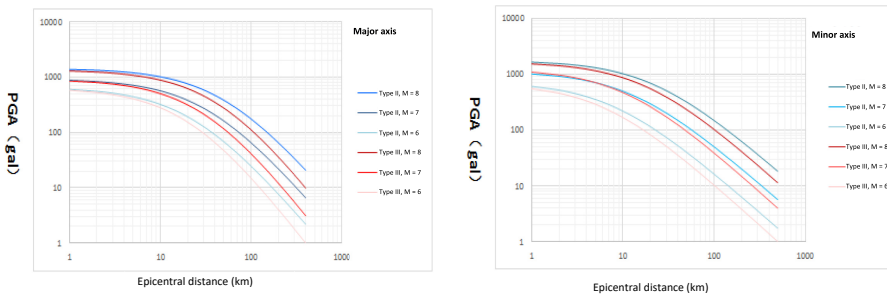 10000
1000
100
10
1
PGA ( gal)
1
10
100
1000
Epicentral distance (km)
Major axis
Type II, M = 8
Type II, M = 7
Type II, M = 6
Type III, M = 8
Type III, M = 7
Type III, M = 6
10000
1000
100
10
1
PGA ( gal)
1
10
100
1000
Epicentral distance (km)
Minor axis
Type II, M = 8
Type II, M = 7
Type II, M = 6
Type III, M = 8
Type III, M = 7
Type III, M = 6